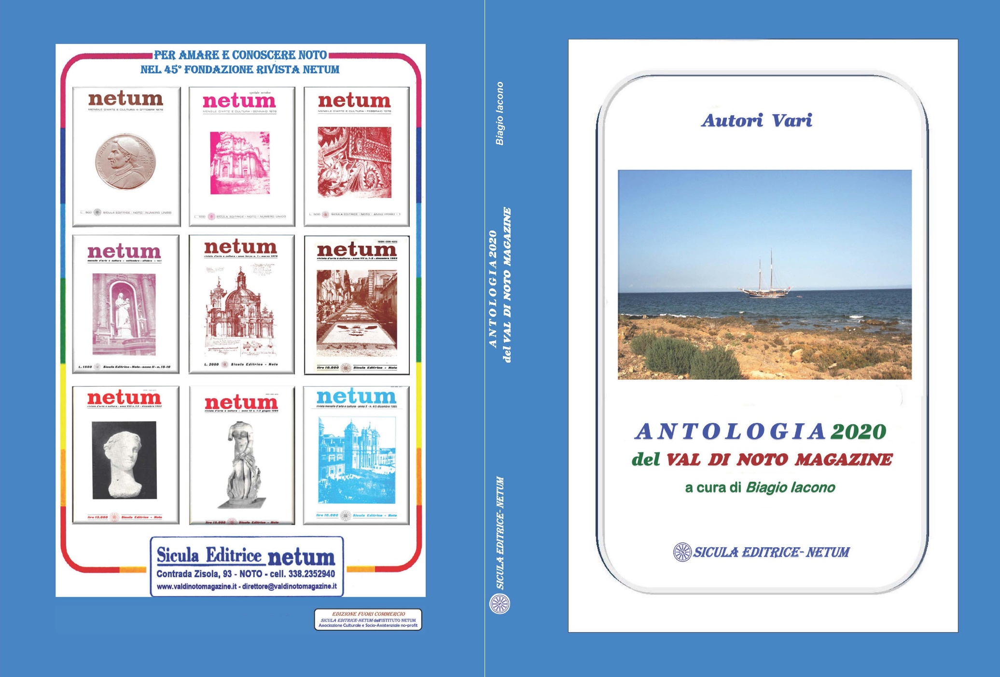 PER AMARE E CONOSCERE NOTO
NEL 45° FONDAZIONE RIVISTA NETUM
netum
MENSILE D'ARTE E CULTURA - OTTOBRE 1975
L. 500 SICULA EDITRICE - NOTO - NUMERO UNICO
netum
MENSILE D'ARTE E CULTURA - GENNAIO 1976
L. 500 SICULA EDITRICE - NOTO - NUMERO UNICO
netum
MENSILE D'ARTE E CULTURA - FEBBRAIO 1976
L. 500 SICULA EDITRICE - NOTO - ANNO PRIMO - 1
netum
mensile d'arte e cultura - settembre - ottobre - 1977
L. 1500 Sicula Editrice - Noto - anno II - n. 15-16
netum
rivista d'arte e cultura - anno terzo n. 1 - marzo 1978
L. 2000 Sicula Editrice - Noto
netum
rivista d'arte e cultura - anno VII n. 1-2 - dicembre 1982
NOTO
lire 10.000 Sicula Editrice - Noto
netum
rivista d'arte e cultura - anno VIII n. 1-2 - dicembre 1983
lire 15.000 Sicula Editrice - Noto
netum
rivista d'arte e cultura - anno IX n. 1-2 giugno 1984
lire 15.000 Sicula Editrice - Noto
netum
rivista mensile d'arte e cultura - anno X - n. 4/5 dicembre 1985
lire 10.000 Sicula Editrice - Noto
Sicula Editrice netum
Contrada Zisola, 93 - NOTO - cell. 338.2352940
www.valdinotomagazine.it - direttore@valdinotomagazine.it
EDIZIONE FUORI COMMERCIO
SICULA EDITRICE-NETUM dell'ISTITUTO NETUM
Associazione Culturale e Socio-Assistenziale no-profit
Biagio Iacono
ANTOLOGIA 2020
del VAL DI NOTO MAGAZINE
SICULA EDITRICE- NETUM
Autori Vari
ANTOLOGIA 2020
del VAL DI NOTO MAGAZINE
a cura di Biagio Iacono
SICULA EDITRICE- NETUM